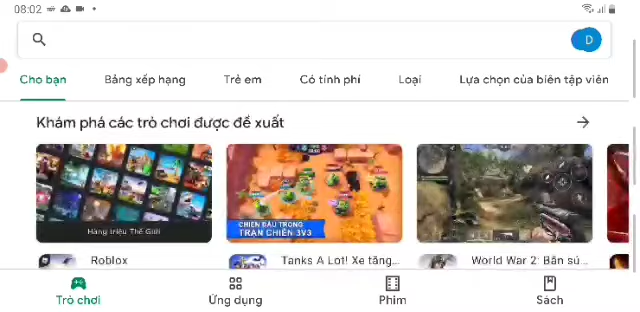 08:02
D
Cho bạn Bảng xếp hạng Trẻ em Có tính phí Loại Lựa chọn của biên tập viên
Khám phá các trò chơi được đề xuất
Hàng triệu Thế Giới
CHIẾN ĐẤU TRONG
TRẬN CHIẾN 3V3
Roblox Tanks A Lot! Xe tăng... World War 2: Bắn sú...
Trò chơi Ứng dụng Phim Sách